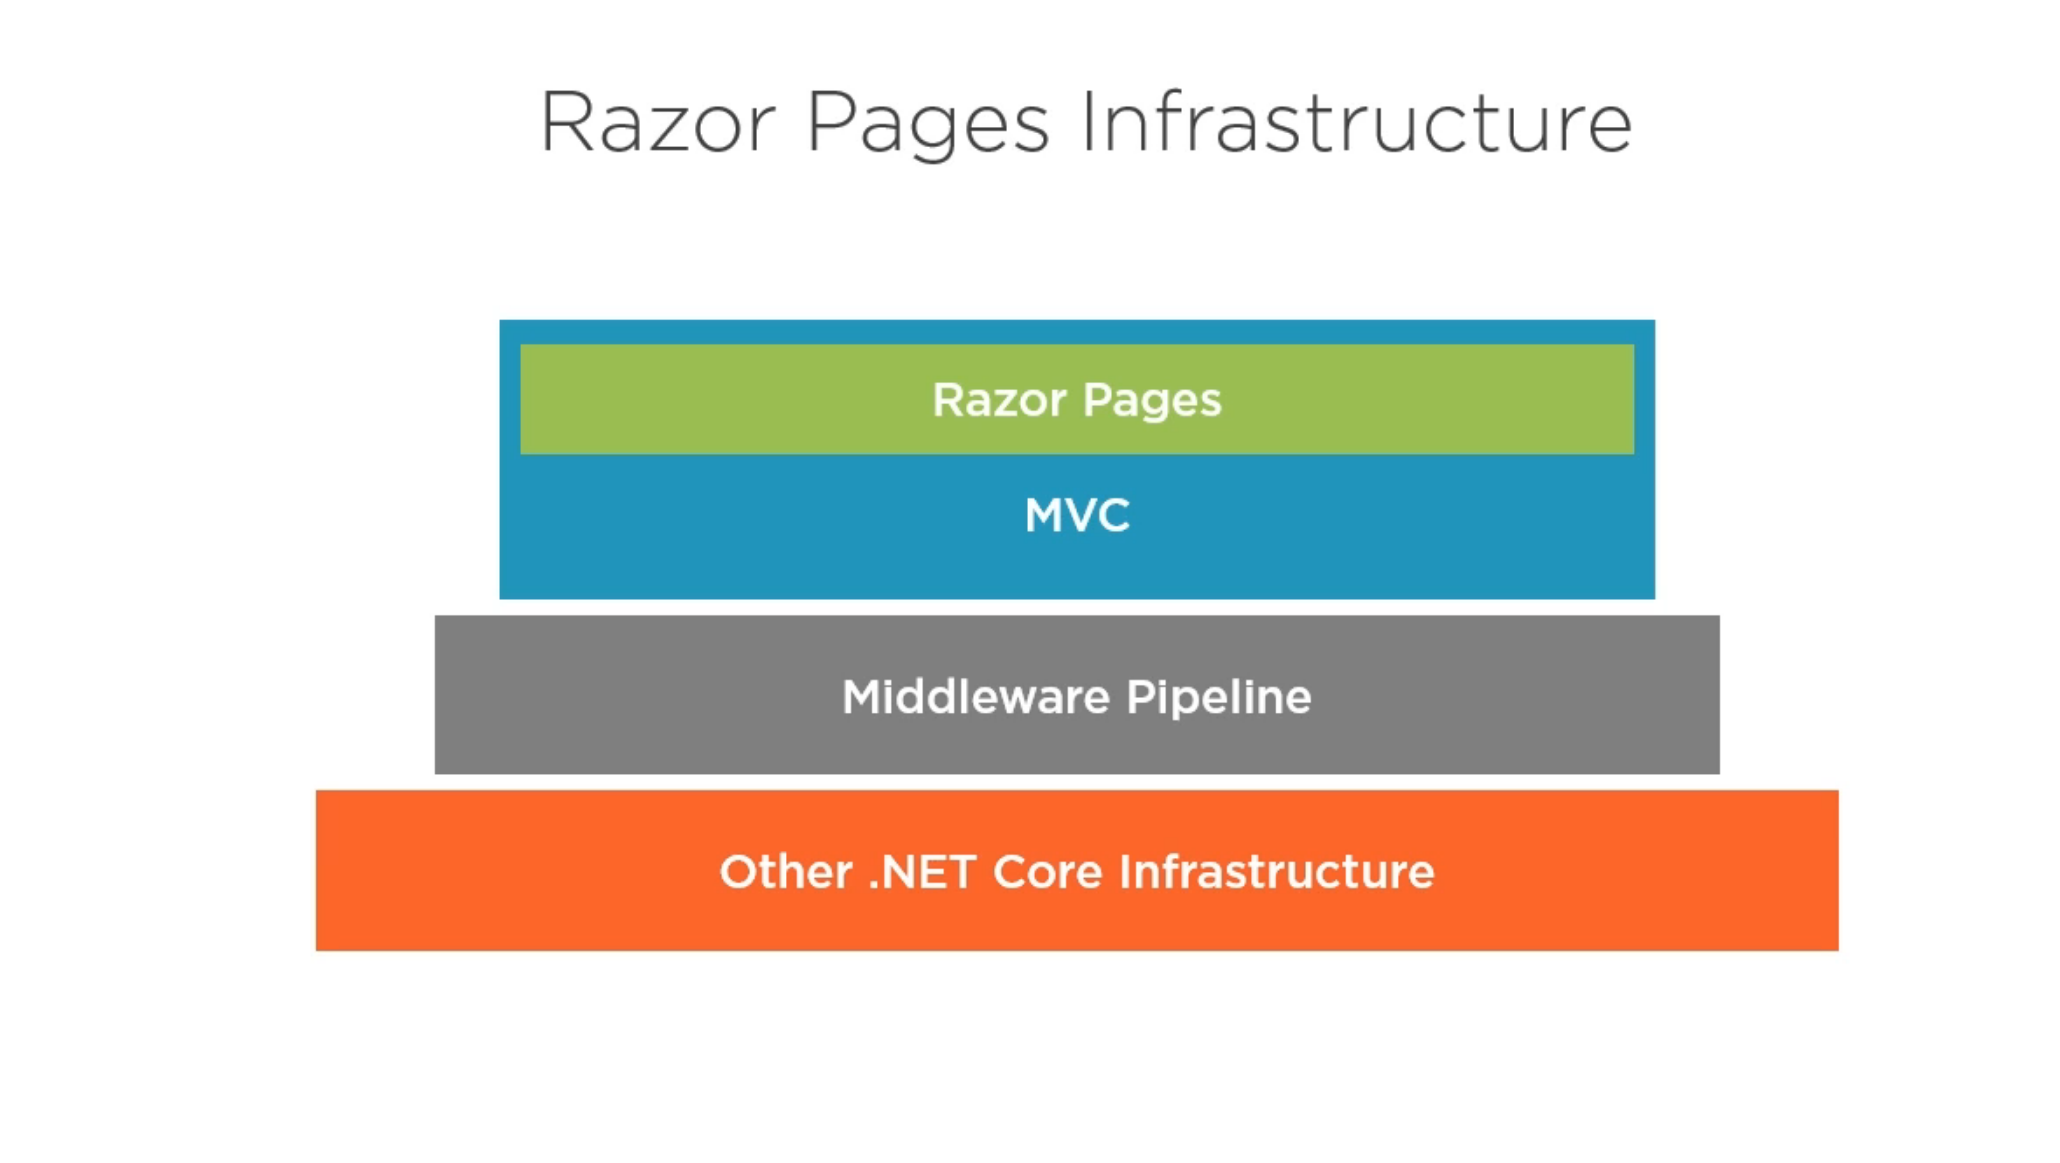 Razor Pages Infrastructure
Razor Pages
MVC
Middleware Pipeline
Other .NET Core Infrastructure